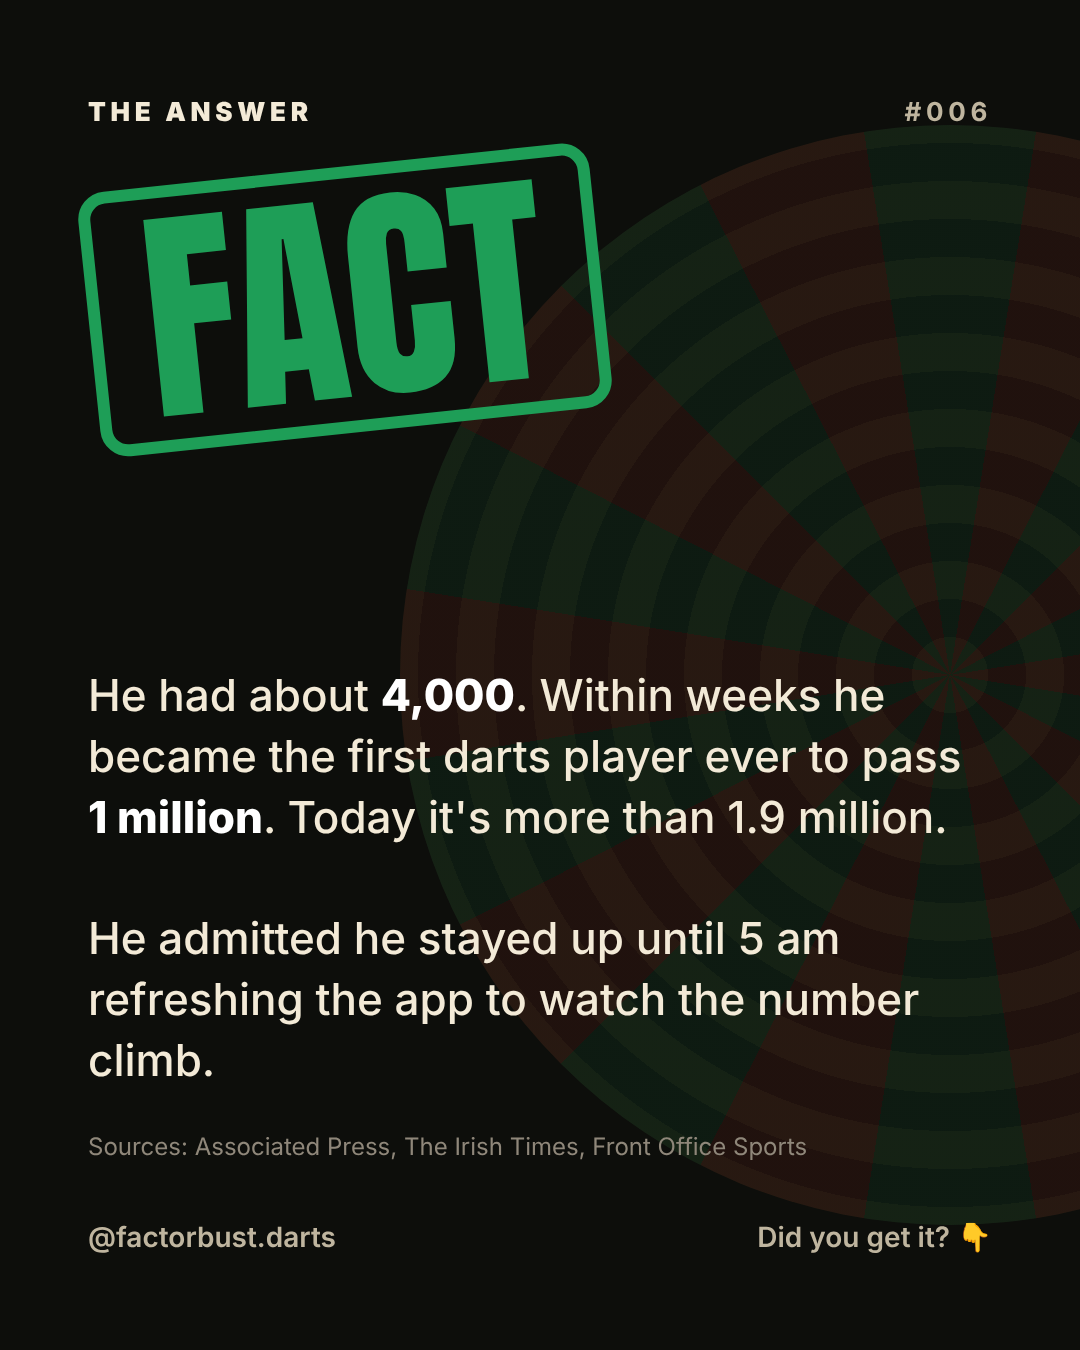 THE ANSWER
#006
FACT
He had about 4,000. Within weeks he
became the first darts player ever to pass
1 million. Today it's more than 1.9 million.
He admitted he stayed up until 5 am
refreshing the app to watch the number
climb.
Sources: Associated Press, The Irish Times, Front Office Sports
@factorbust.darts
Did you get it? 👇